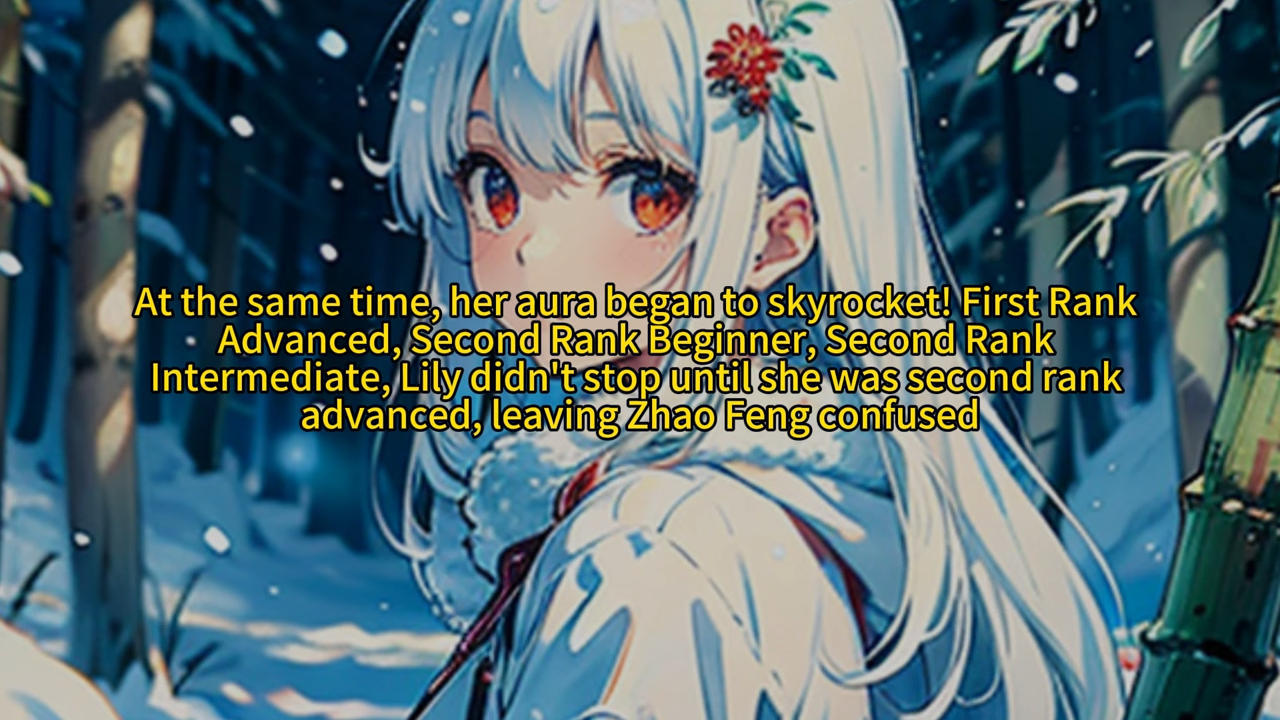 At the same time, her aura began to skyrocket! First Rank
Advanced, Second Rank Beginner, Second Rank
Intermediate, Lily didn't stop until she was second rank
advanced, leaving Zhao Feng confused